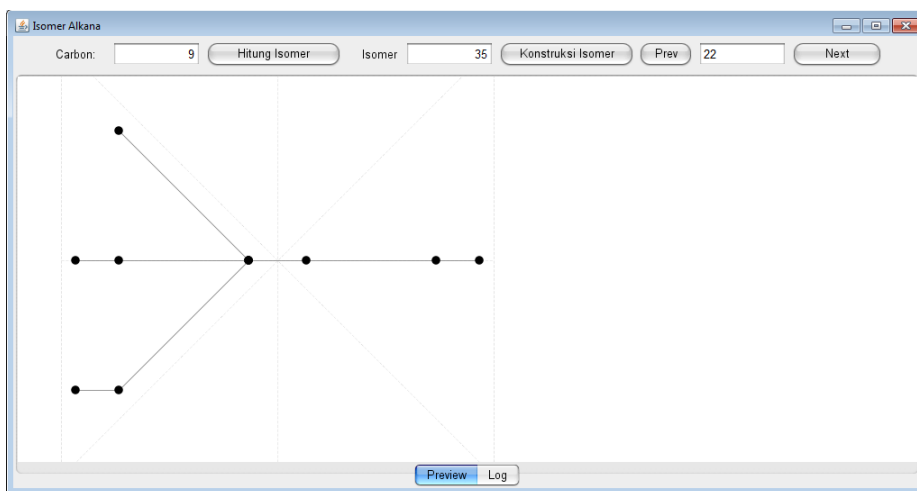 Isomer Alkana
Carbon: 9 Hitung Isomer Isomer 35 Konstruksi Isomer Prev 22 Next
Preview Log